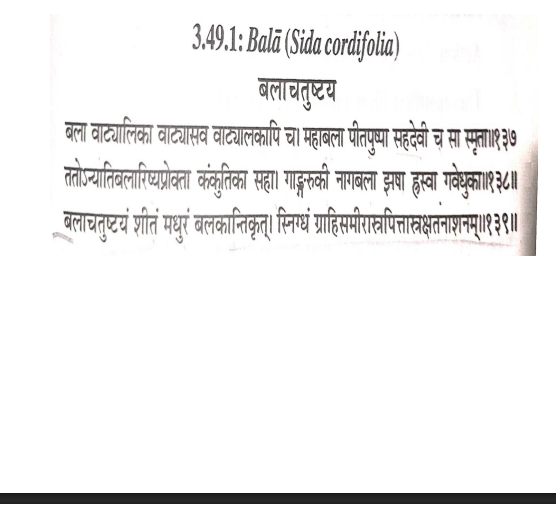 3.49.1: Balā (Sida cordifolia)
बलाचतुष्टय
बला वाट्यालिका वाट्यासैव वाट्यालकापि च। महाबला पीतपुष्पा सहदेवी च सा स्मृता॥१३७
ततोऽन्यातिबलारिष्यप्रोक्ता कंकुतिका सहा। गाङ्गरुकी नागबला झषा ह्रस्वा गवेधुका॥१३८॥
बलाचतुष्टयं शीतं मधुरं बलकान्तिकृत्। स्निग्धं ग्राहिसमीरास्त्रपित्तास्त्रक्षतनाशनम्॥१३९॥